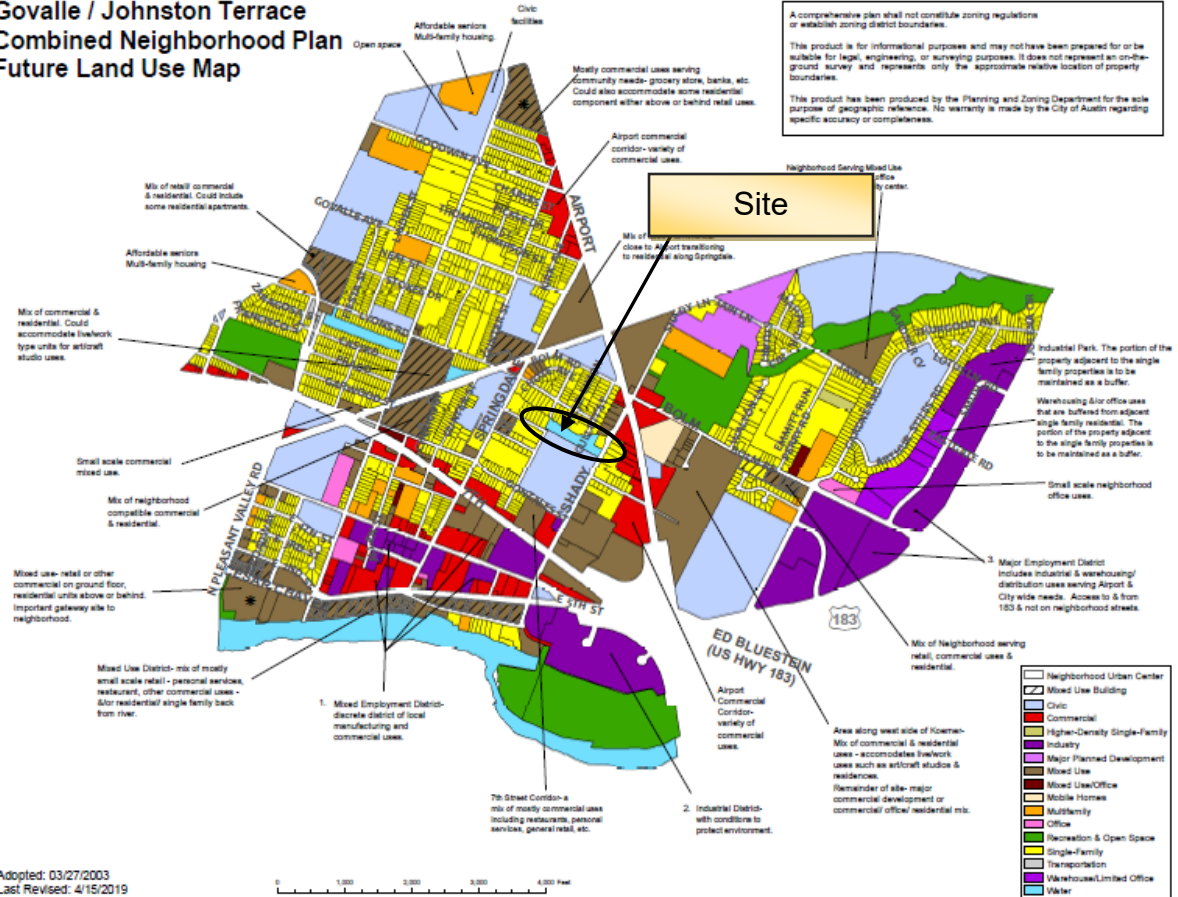 Govalle / Johnston Terrace
Combined Neighborhood Plan
Future Land Use Map
Open space
Affordable seniors
Multi-family housing.
Civic
facilities
Mostly commercial uses serving
community needs- grocery store, banks, etc.
Could also accommodate some residential
component either above or behind retail uses.
A comprehensive plan shall not constitute zoning regulations
or establish zoning district boundaries.
This product is for informational purposes and may not have been prepared for or be
suitable for legal, engineering, or surveying purposes. It does not represent an on-the-
ground survey and represents only the approximate relative location of property
boundaries.
This product has been produced by the Planning and Zoning Department for the sole
purpose of geographic reference. No warranty is made by the City of Austin regarding
specific accuracy or completeness.
Airport commercial
corridor- variety of
commercial uses.
Neighborhood Serving Mixed Use
office
center.
Site
Mix of
close to Airport transitioning
to residential along Springdale.
Mix of retail/ commercial
& residential. Could include
some residential apartments.
Affordable seniors
Multi-family housing
Mix of commercial &
residential. Could
accommodate live/work
type units for art/craft
studio uses.
Small scale commercial
mixed use.
Mix of neighborhood
compatible commercial
& residential.
Mixed use- retail or other
commercial on ground floor,
residential units above or behind.
Important gateway site to
neighborhood.
Mixed Use District- mix of mostly
small scale retail - personal services,
restaurant, other commercial uses -
&/or residential/ single family back
from river.
1. Mixed Employment District-
discrete district of local
manufacturing and
commercial uses.
7th Street Corridor- a
mix of mostly commercial uses
including restaurants, personal
services, general retail, etc.
2. Industrial District-
with conditions to
protect environment.
Airport
Commercial
Corridor-
variety of
commercial
uses.
Area along west side of Koerner-
Mix of commercial & residential
uses - accomodates live/work
uses such as art/craft studios &
residences.
Remainder of site- major
commercial development or
commercial/ office/ residential mix.
Mix of Neighborhood serving
retail, commercial uses &
residential.
3. Major Employment District
includes industrial & warehousing/
distribution uses serving Airport &
City wide needs. Access to & from
183 & not on neighborhood streets.
Small scale neighborhood
office uses.
Warehousing &/or office uses
that are buffered from adjacent
single family residential. The
portion of the property adjacent
to the single family properties is
to be maintained as a buffer.
Industrial Park. The portion of the
property adjacent to the single
family properties is to be
maintained as a buffer.
GOODWIN AVE
GOVALLE AVE
AIRPORT
SPRINGDALE
BOLM RD
BOLM
SHADY
7TH
E 5TH ST
N PLEASANT VALLEY RD
183
ED BLUESTEIN
(US HWY 183)
Neighborhood Urban Center
Mixed Use Building
Civic
Commercial
Higher-Density Single-Family
Industry
Major Planned Development
Mixed Use
Mixed Use/Office
Mobile Homes
Multifamily
Office
Recreation & Open Space
Single-Family
Transportation
Warehouse/Limited Office
Water
Adopted: 03/27/2003
Last Revised: 4/15/2019
0 1,000 2,000 3,000 4,000 Feet